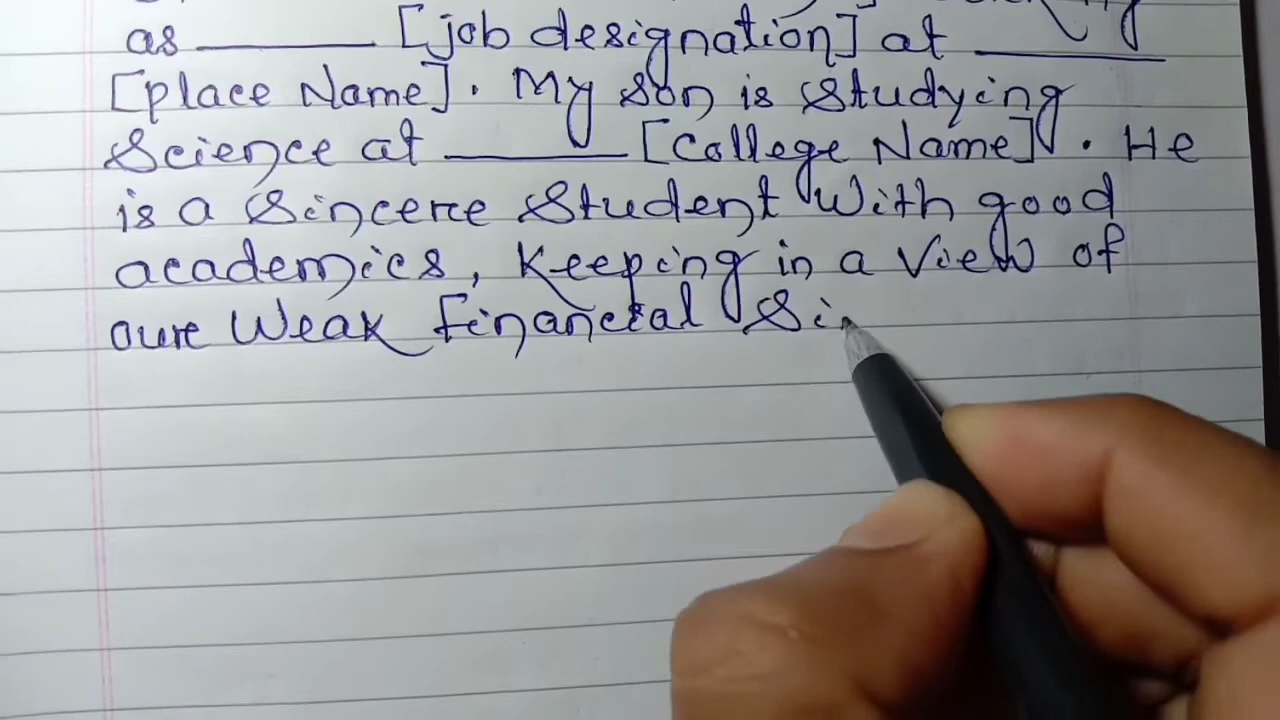 as ______ [job designation] at ______
[place Name]. My son is studying
Science at ______ [College Name]. He
is a sincere student with good
academics, Keeping in a view of
our Weak financial Si